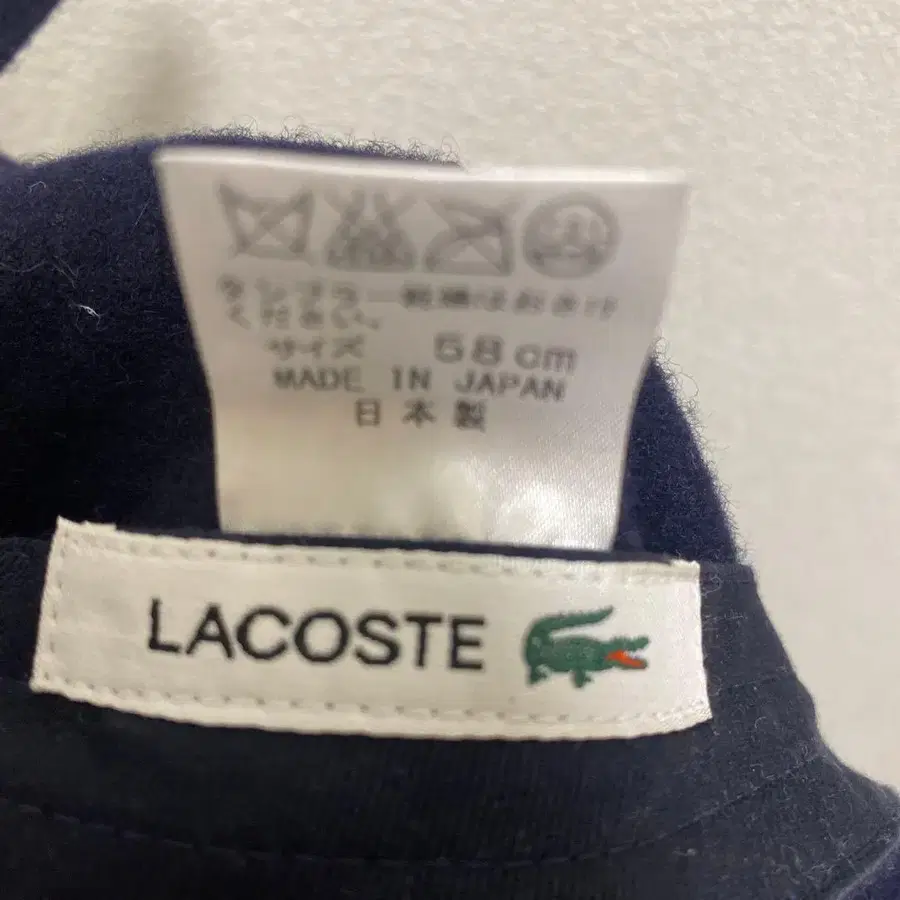 タンブラー乾燥はおさけ
ください。
サイズ 58cm
MADE IN JAPAN
日本製
LACOSTE